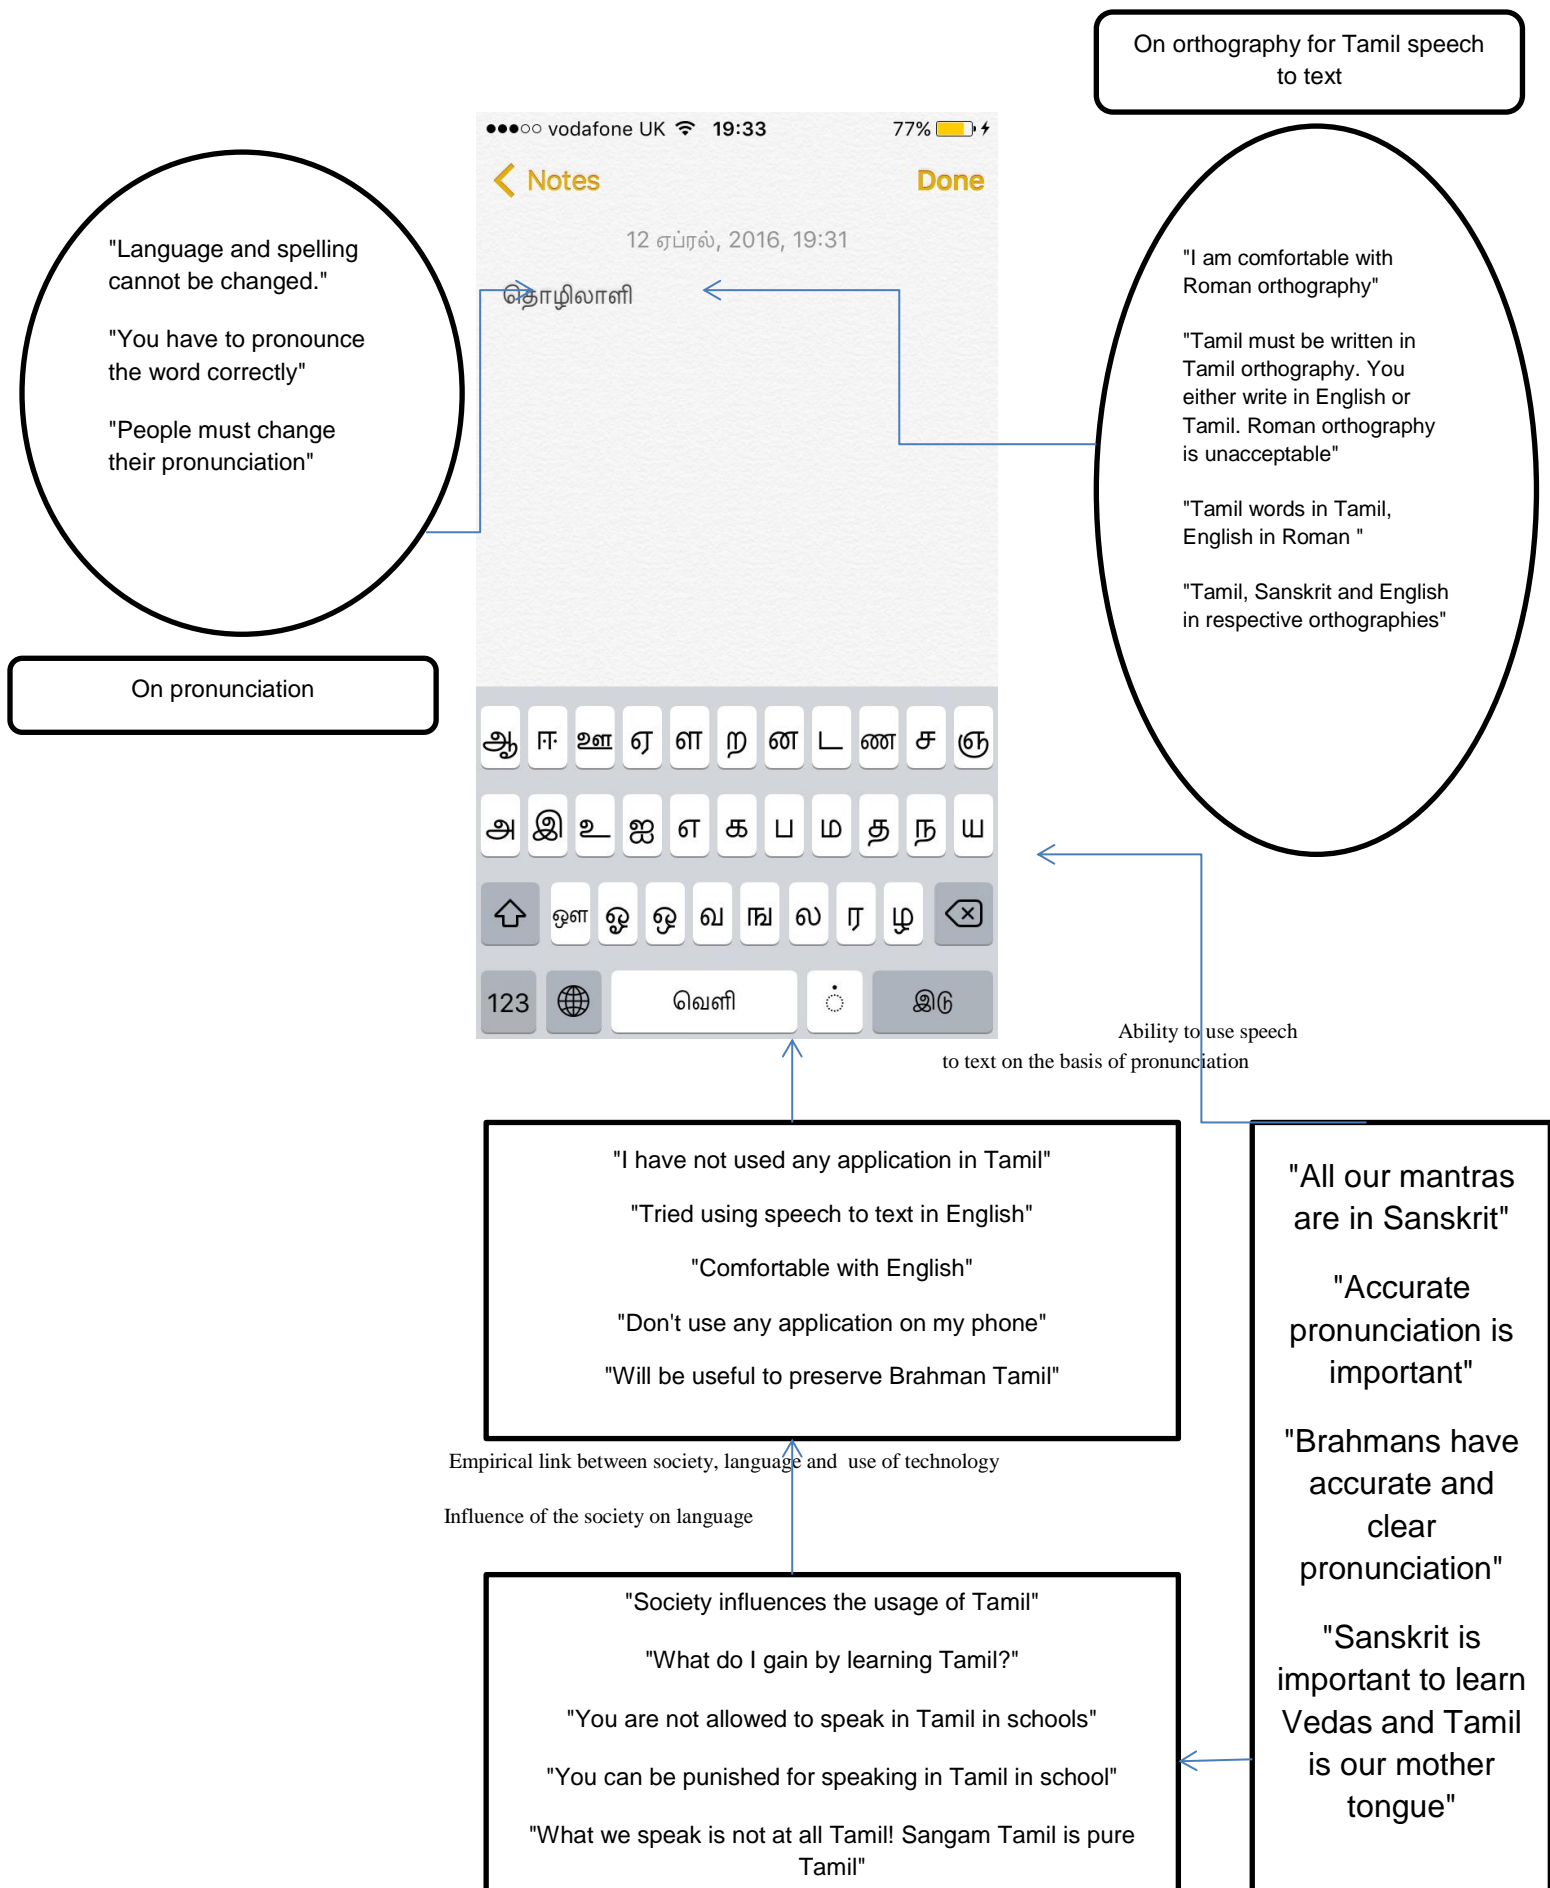 On orthography for Tamil speech
to text
vodafone UK 19:33 77%
Notes Done
12 ஏப்ரல், 2016, 19:31
தொழிலாளி
"Language and spelling
cannot be changed."
"You have to pronounce
the word correctly"
"People must change
their pronunciation"
On pronunciation
"I am comfortable with
Roman orthography"
"Tamil must be written in
Tamil orthography. You
either write in English or
Tamil. Roman orthography
is unacceptable"
"Tamil words in Tamil,
English in Roman "
"Tamil, Sanskrit and English
in respective orthographies"
ஆ ஈ ஊ ஏ ள ற ன ட ண ச ஞ
அ இ உ ஐ எ க ப ம த ந ய
ஔ ஓ ஒ வ ங ல ர ழ
123 வெளி ் இடு
Ability to use speech
to text on the basis of pronunciation
"I have not used any application in Tamil"
"Tried using speech to text in English"
"Comfortable with English"
"Don't use any application on my phone"
"Will be useful to preserve Brahman Tamil"
Empirical link between society, language and use of technology
Influence of the society on language
"Society influences the usage of Tamil"
"What do I gain by learning Tamil?"
"You are not allowed to speak in Tamil in schools"
"You can be punished for speaking in Tamil in school"
"What we speak is not at all Tamil! Sangam Tamil is pure
Tamil"
"All our mantras
are in Sanskrit"
"Accurate
pronunciation is
important"
"Brahmans have
accurate and
clear
pronunciation"
"Sanskrit is
important to learn
Vedas and Tamil
is our mother
tongue"